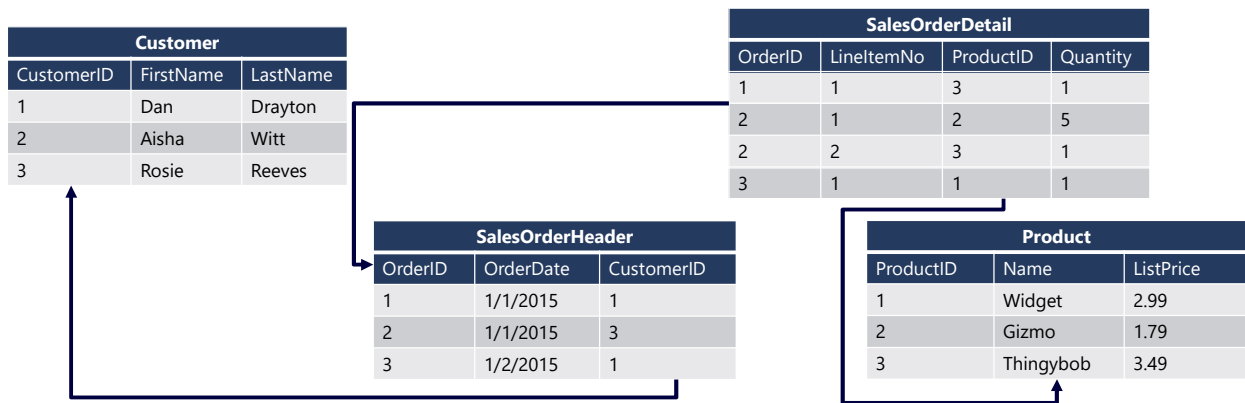 Customer
CustomerID FirstName LastName
1 Dan Drayton
2 Aisha Witt
3 Rosie Reeves
SalesOrderDetail
OrderID LineItemNo ProductID Quantity
1 1 3 1
2 1 2 5
2 2 3 1
3 1 1 1
SalesOrderHeader
OrderID OrderDate CustomerID
1 1/1/2015 1
2 1/1/2015 3
3 1/2/2015 1
Product
ProductID Name ListPrice
1 Widget 2.99
2 Gizmo 1.79
3 Thingybob 3.49